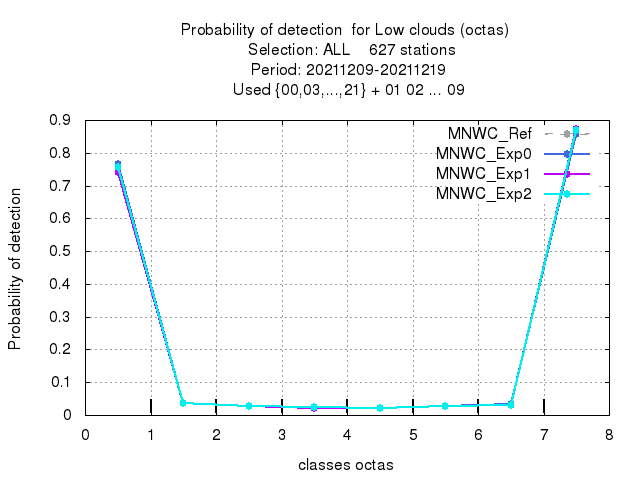 Probability of detection  for Low clouds (octas)
Selection: ALL    627 stations
Period: 20211209-20211219
Used {00,03,...,21} + 01 02 ... 09
MNWC_Ref
MNWC_Exp0
MNWC_Exp1
MNWC_Exp2
Probability of detection
0.9
0.8
0.7
0.6
0.5
0.4
0.3
0.2
0.1
0
0 1 2 3 4 5 6 7 8
classes octas